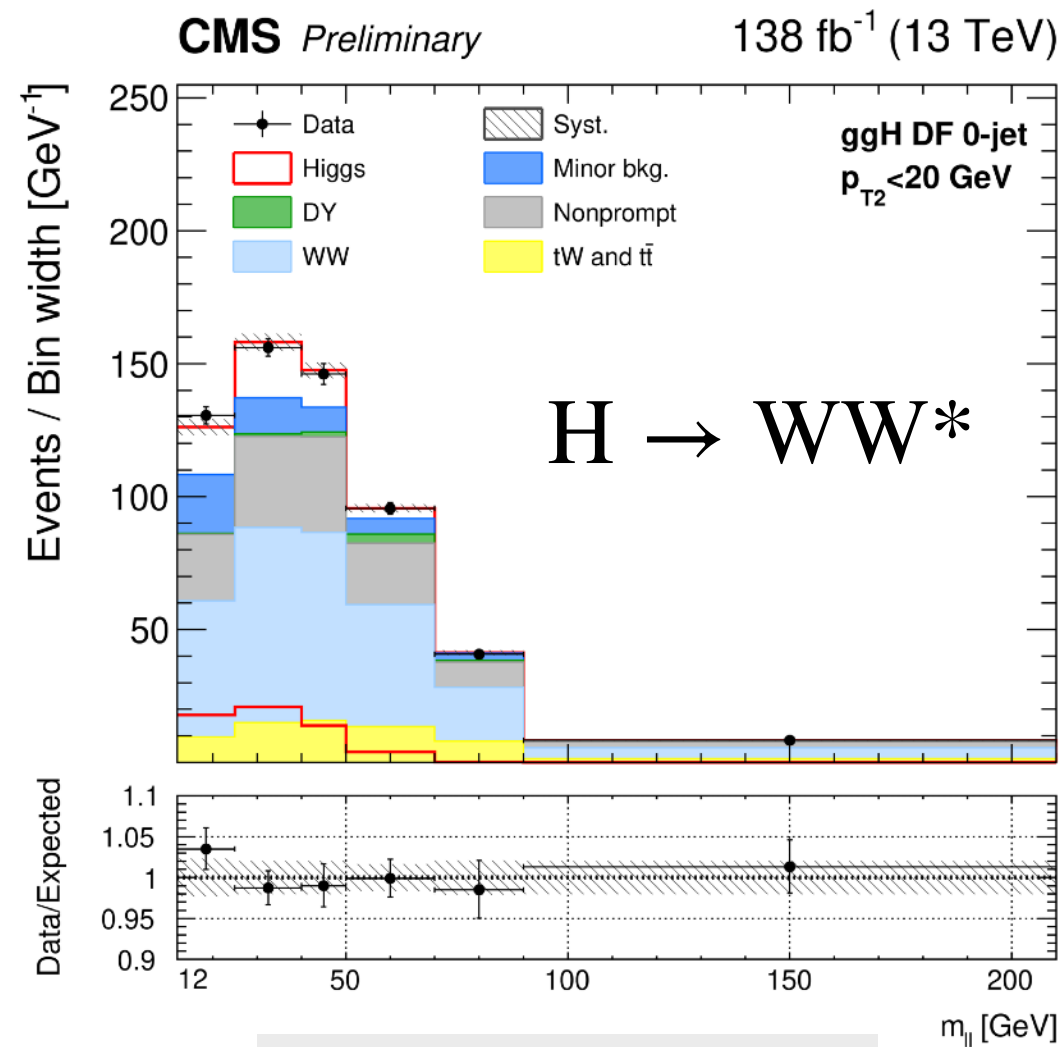 CMS Preliminary 138 fb⁻¹ (13 TeV)
Events / Bin width [GeV⁻¹]
250
200
150
100
50
Data
Higgs
DY
WW
Syst.
Minor bkg.
Nonprompt
tW and tt̄
ggH DF 0-jet
p_T2<20 GeV
H → WW*
Data/Expected
1.1
1.05
1
0.95
0.9
12 50 100 150 200
m_ll [GeV]